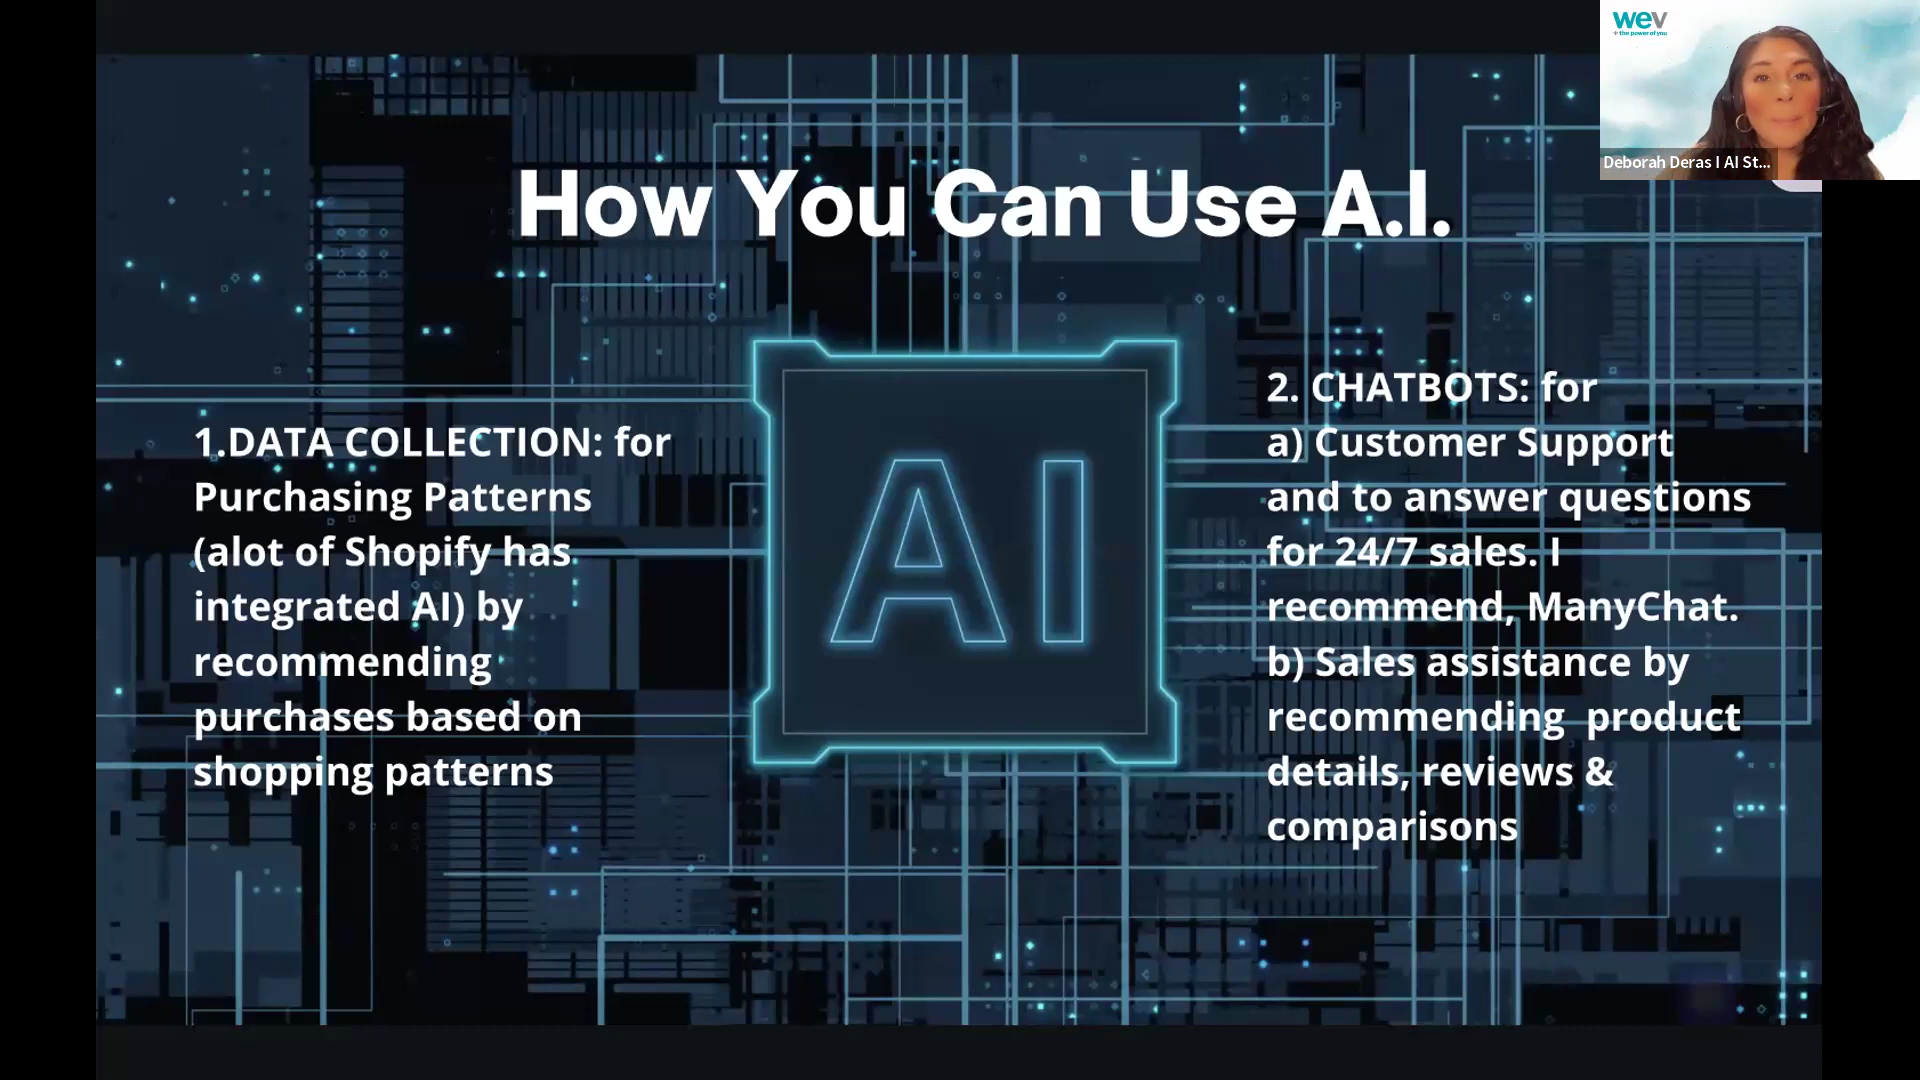 wev
+ the power of you
Deborah Deras I AI St...
How You Can Use A.I.
1.DATA COLLECTION: for
Purchasing Patterns
(alot of Shopify has
integrated AI) by
recommending
purchases based on
shopping patterns
AI
2. CHATBOTS: for
a) Customer Support
and to answer questions
for 24/7 sales. I
recommend, ManyChat.
b) Sales assistance by
recommending  product
details, reviews &
comparisons